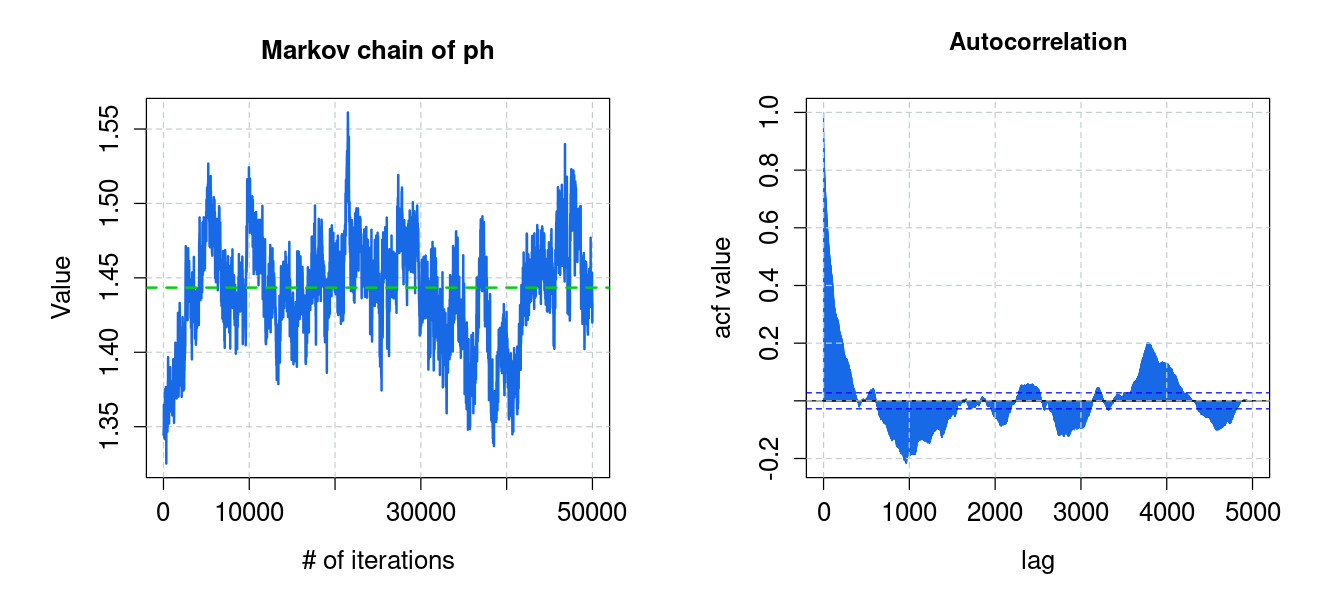 Markov chain of ph
Value
1.35 1.40 1.45 1.50 1.55
0 10000 30000 50000
# of iterations
Autocorrelation
acf value
-0.2 0.2 0.4 0.6 0.8 1.0
0 1000 2000 3000 4000 5000
lag